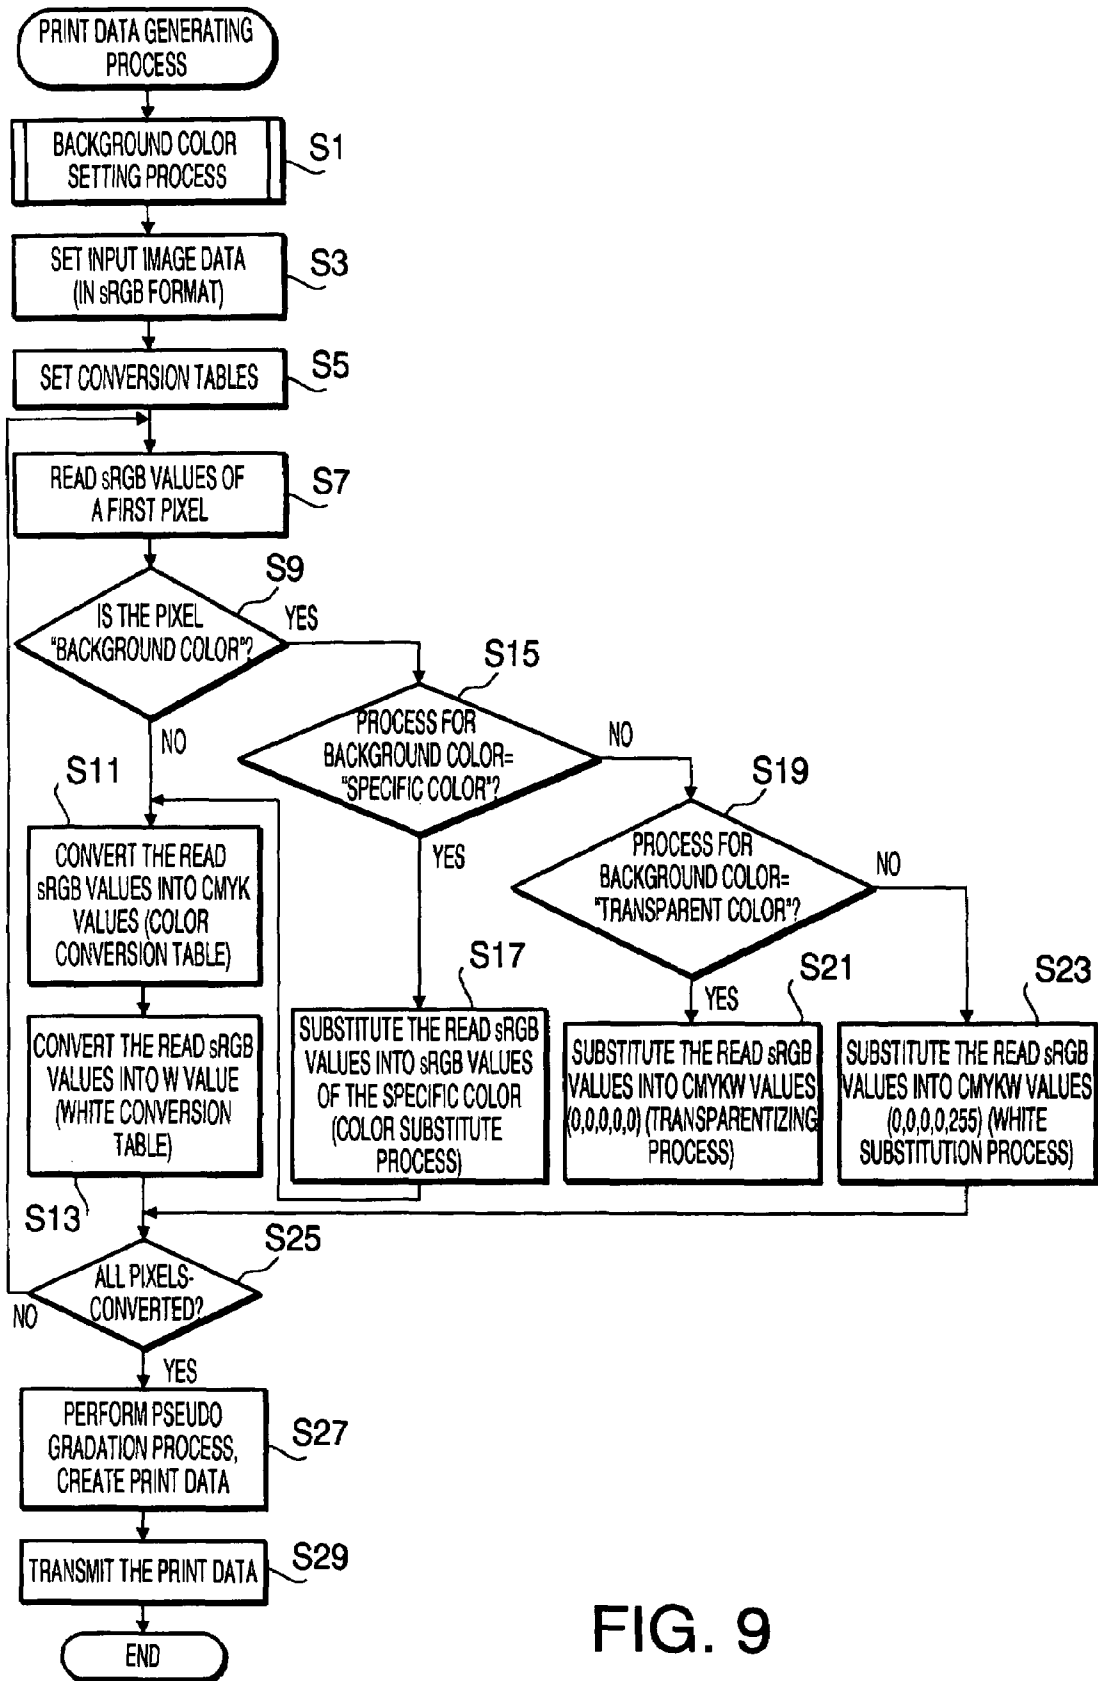 PRINT DATA GENERATING
PROCESS
BACKGROUND COLOR
SETTING PROCESS
S1
SET INPUT IMAGE DATA
(IN sRGB FORMAT)
S3
SET CONVERSION TABLES
S5
READ sRGB VALUES OF
A FIRST PIXEL
S7
S9
IS THE PIXEL
"BACKGROUND COLOR"?
YES
NO
S15
PROCESS FOR
BACKGROUND COLOR=
"SPECIFIC COLOR"?
NO
YES
S19
PROCESS FOR
BACKGROUND COLOR=
"TRANSPARENT COLOR"?
NO
YES
S11
CONVERT THE READ
sRGB VALUES INTO CMYK
VALUES (COLOR
CONVERSION TABLE)
CONVERT THE READ sRGB
VALUES INTO W VALUE
(WHITE CONVERSION
TABLE)
S13
S17
SUBSTITUTE THE READ sRGB
VALUES INTO sRGB VALUES
OF THE SPECIFIC COLOR
(COLOR SUBSTITUTE
PROCESS)
S21
SUBSTITUTE THE READ sRGB
VALUES INTO CMYKW VALUES
(0,0,0,0,0) (TRANSPARENTIZING
PROCESS)
S23
SUBSTITUTE THE READ sRGB
VALUES INTO CMYKW VALUES
(0,0,0,0,255) (WHITE
SUBSTITUTION PROCESS)
S25
ALL PIXELS-
CONVERTED?
NO
YES
PERFORM PSEUDO
GRADATION PROCESS,
CREATE PRINT DATA
S27
TRANSMIT THE PRINT DATA
S29
END
FIG. 9